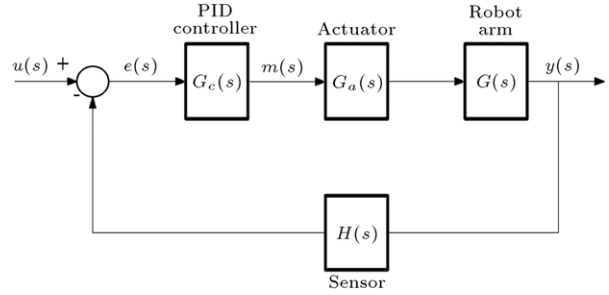 PID
controller
Actuator
Robot
arm
u(s) +
e(s)
G_c(s)
m(s)
G_a(s)
G(s)
y(s)
-
H(s)
Sensor